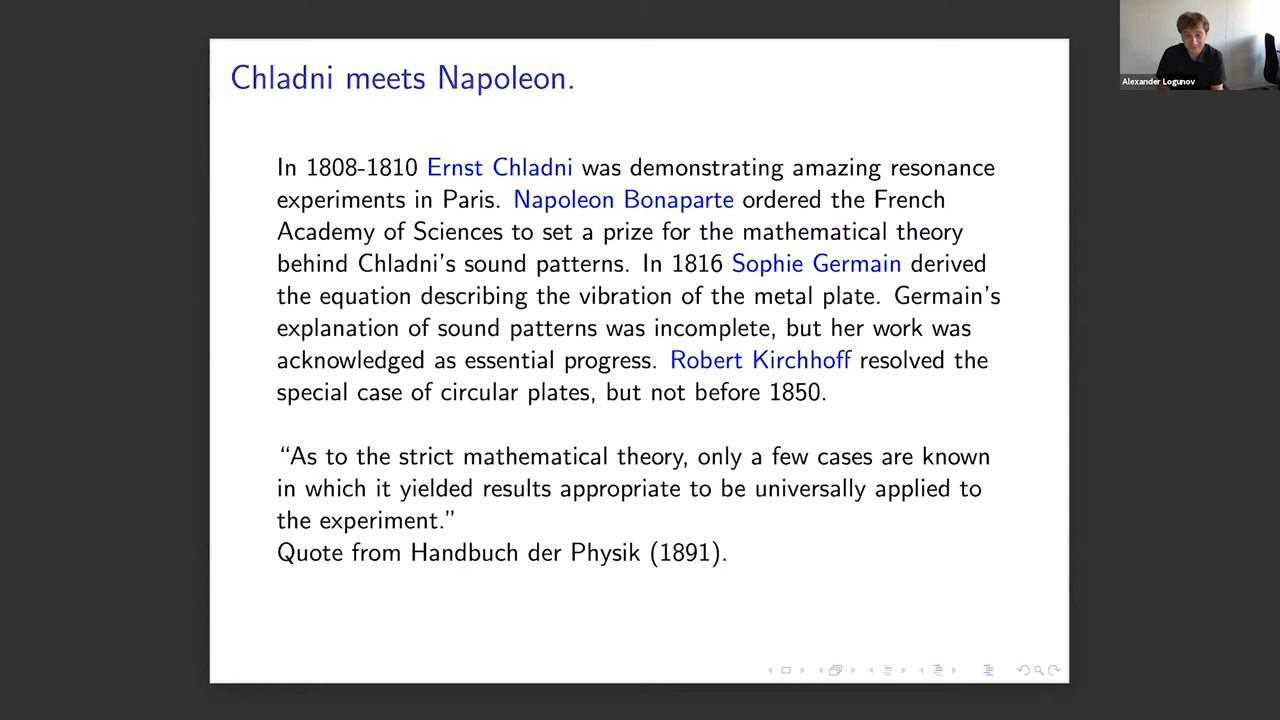 Chladni meets Napoleon.
Alexander Logunov
In 1808-1810 Ernst Chladni was demonstrating amazing resonance
experiments in Paris. Napoleon Bonaparte ordered the French
Academy of Sciences to set a prize for the mathematical theory
behind Chladni's sound patterns. In 1816 Sophie Germain derived
the equation describing the vibration of the metal plate. Germain's
explanation of sound patterns was incomplete, but her work was
acknowledged as essential progress. Robert Kirchhoff resolved the
special case of circular plates, but not before 1850.
“As to the strict mathematical theory, only a few cases are known
in which it yielded results appropriate to be universally applied to
the experiment.”
Quote from Handbuch der Physik (1891).